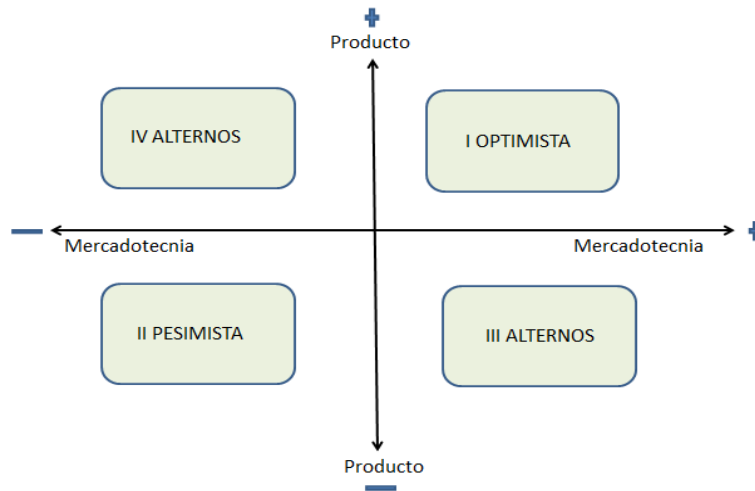 Producto
IV ALTERNOS
I OPTIMISTA
Mercadotecnia
Mercadotecnia
II PESIMISTA
III ALTERNOS
Producto